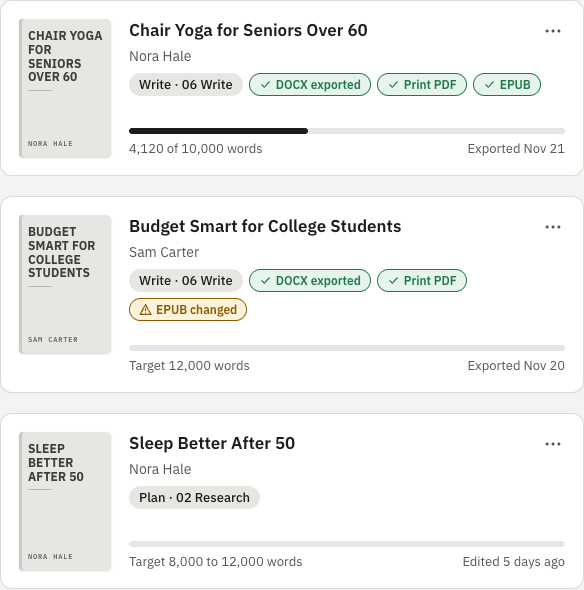 CHAIR YOGA
FOR
SENIORS
OVER 60
NORA HALE
Chair Yoga for Seniors Over 60
Nora Hale
Write · 06 Write
DOCX exported
Print PDF
EPUB
4,120 of 10,000 words
Exported Nov 21
BUDGET
SMART FOR
COLLEGE
STUDENTS
SAM CARTER
Budget Smart for College Students
Sam Carter
Write · 06 Write
DOCX exported
Print PDF
EPUB changed
Target 12,000 words
Exported Nov 20
SLEEP
BETTER
AFTER 50
NORA HALE
Sleep Better After 50
Nora Hale
Plan · 02 Research
Target 8,000 to 12,000 words
Edited 5 days ago